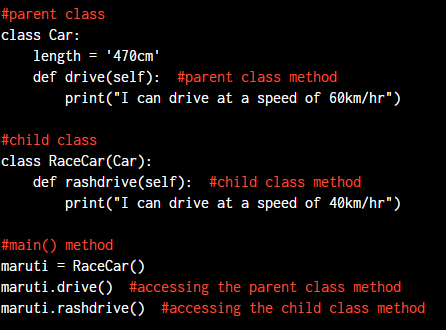 #parent class
class Car:
    length = '470cm'
    def drive(self):  #parent class method
        print("I can drive at a speed of 60km/hr")
#child class
class RaceCar(Car):
    def rashdrive(self):  #child class method
        print("I can drive at a speed of 40km/hr")
#main() method
maruti = RaceCar()
maruti.drive()  #accessing the parent class method
maruti.rashdrive()  #accessing the child class method